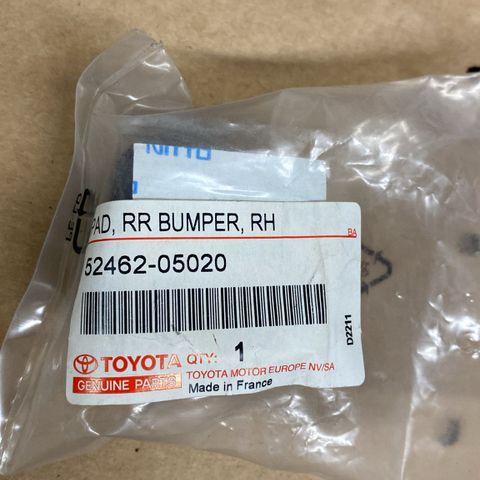 NITTO
PAD, RR BUMPER, RH
BA
52462-05020
D2211
TOYOTA QTY: 1
GENUINE PARTS TOYOTA MOTOR EUROPE NV/SA
Made in France